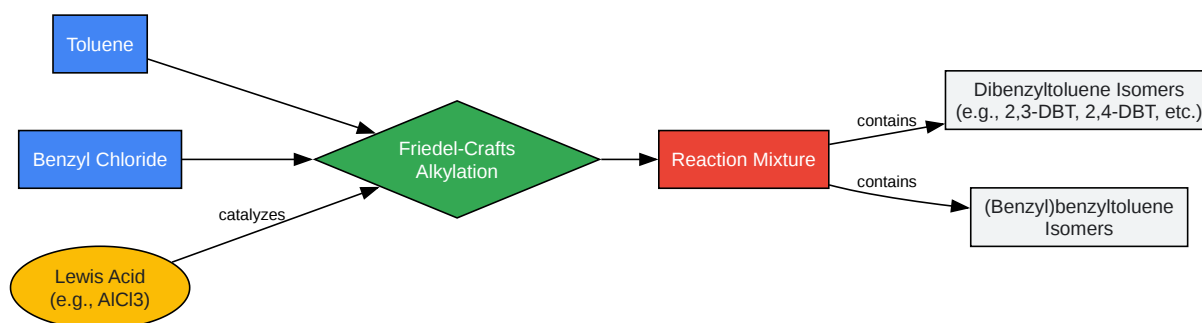 Toluene
Benzyl Chloride
Lewis Acid
(e.g., AlCl3)
catalyzes
Friedel-Crafts
Alkylation
Reaction Mixture
contains
contains
Dibenzyltoluene Isomers
(e.g., 2,3-DBT, 2,4-DBT, etc.)
(Benzyl)benzyltoluene
Isomers